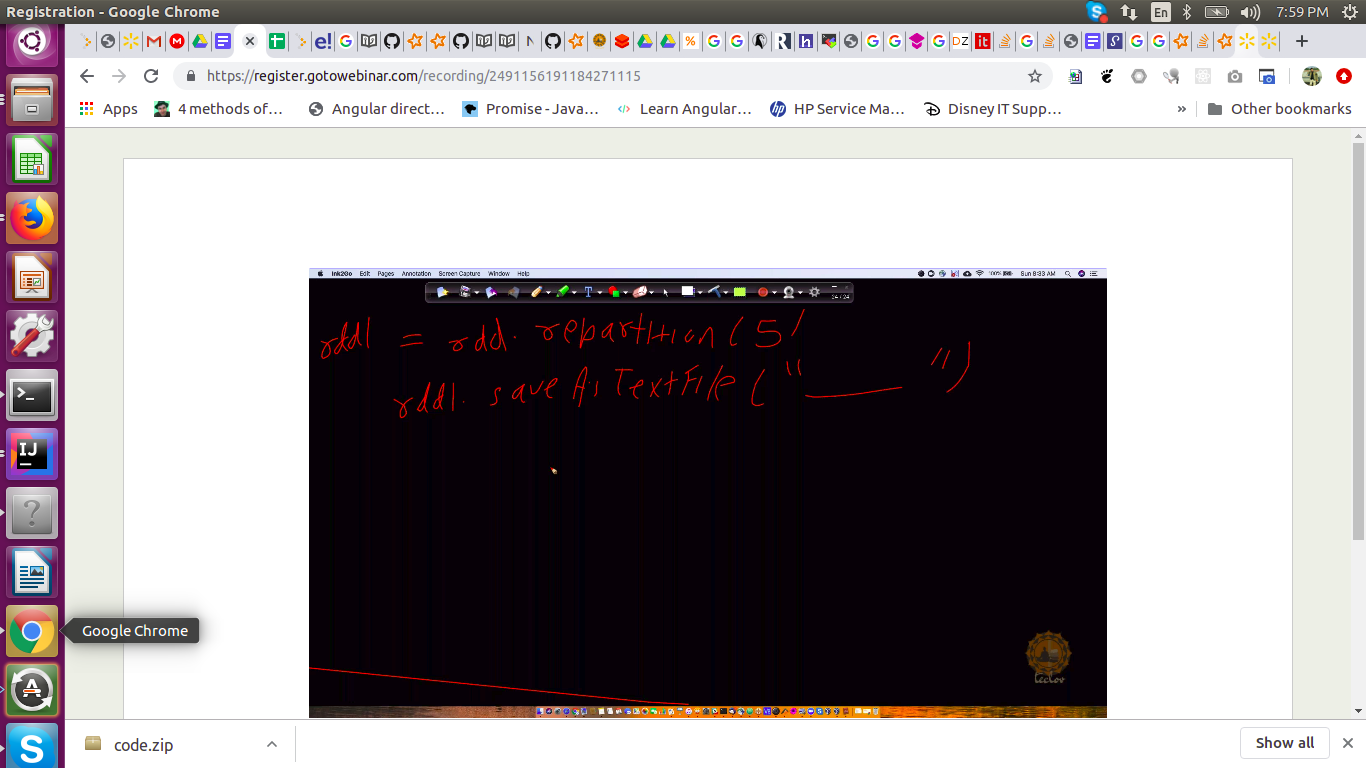 Registration - Google Chrome
En
7:59 PM
https://register.gotowebinar.com/recording/2491156191184271115
Apps
4 methods of...
Angular direct...
Promise - Java...
Learn Angular...
HP Service Ma...
Disney IT Supp...
»
Other bookmarks
Ink2Go Edit Pages Annotation Screen Capture Window Help
100%
Sun 8:33 AM
24 / 24
rdd1 = rdd. repartition ( 5 )
rdd1. saveAsTextFile ( "______ " )
Google Chrome
code.zip
Show all